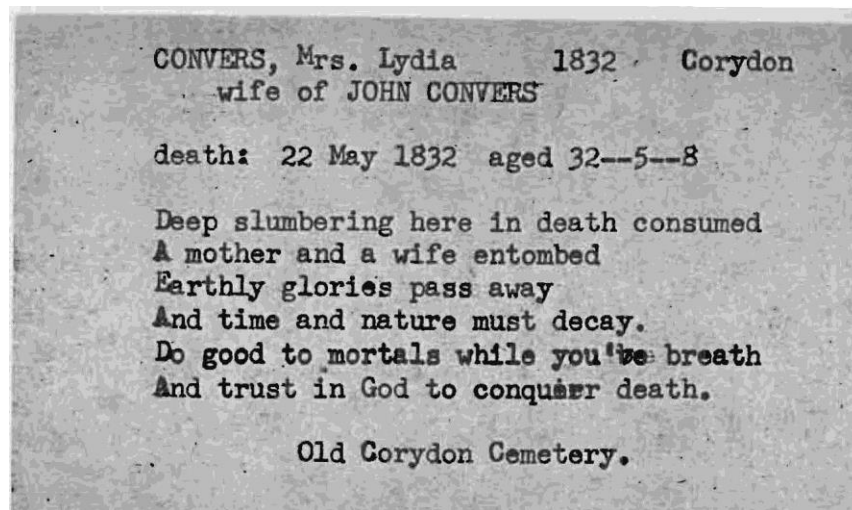 CONVERS, Mrs. Lydia 1832 Corydon
wife of JOHN CONVERS
death: 22 May 1832 aged 32--5--8
Deep slumbering here in death consumed
A mother and a wife entombed
Earthly glories pass away
And time and nature must decay.
Do good to mortals while you've breath
And trust in God to conquer death.
Old Corydon Cemetery.